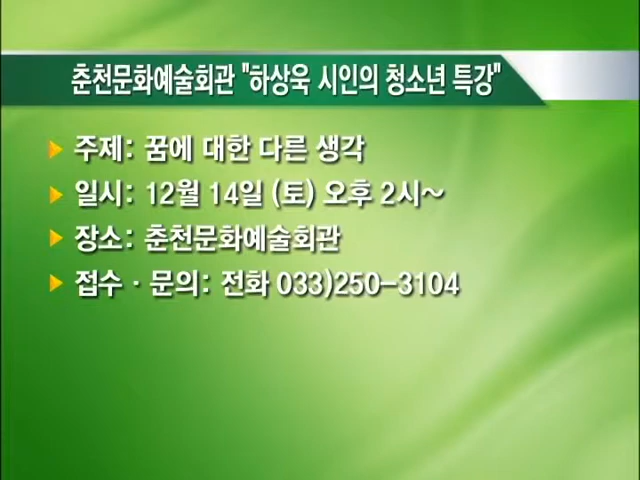 춘천문화예술회관 "하상욱 시인의 청소년 특강"
주제: 꿈에 대한 다른 생각
일시: 12월 14일 (토) 오후 2시~
장소: 춘천문화예술회관
접수 · 문의: 전화 033)250-3104